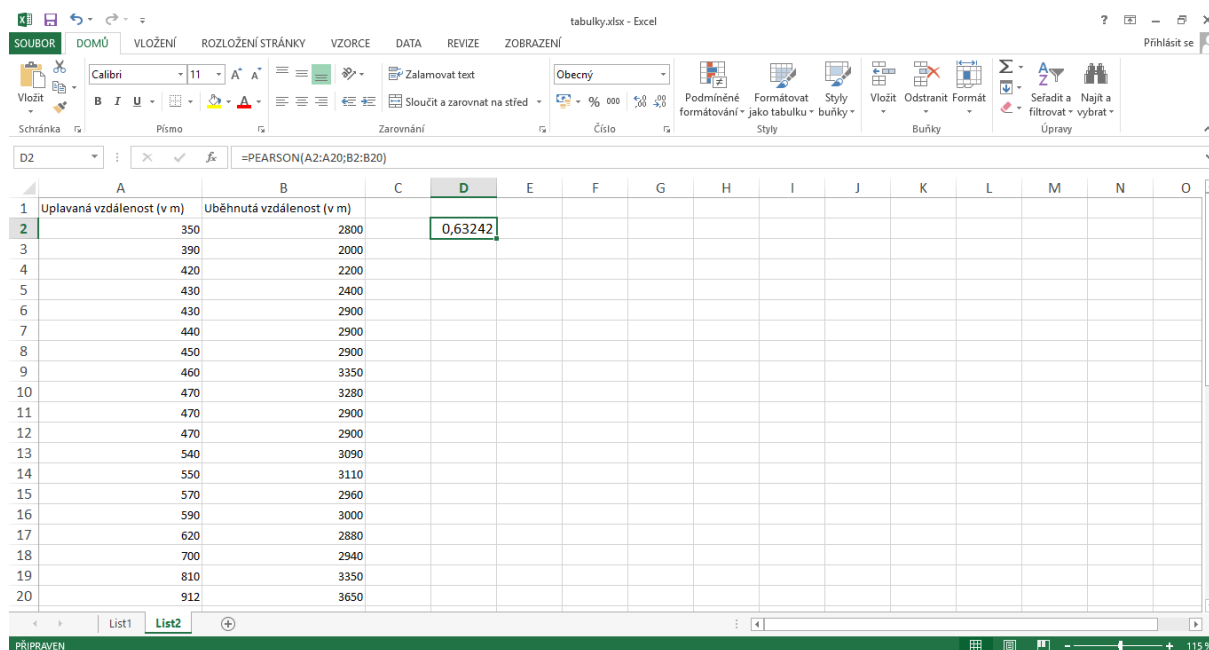 tabulky.xlsx - Excel
?
SOUBOR DOMŮ VLOŽENÍ ROZLOŽENÍ STRÁNKY VZORCE DATA REVIZE ZOBRAZENÍ Přihlásit se
Vložit
Schránka
Calibri 11 A A
B I U A
Písmo
Zalamovat text
Sloučit a zarovnat na střed
Zarovnání
Obecný
% 000 ,00 ,0
Číslo
Podmíněné formátování
Formátovat jako tabulku
Styly buňky
Styly
Vložit Odstranit Formát
Buňky
Seřadit a filtrovat
Najít a vybrat
Úpravy
D2 fx =PEARSON(A2:A20;B2:B20)
A B C D E F G H I J K L M N O
1 Uplavaná vzdálenost (v m) Uběhnutá vzdálenost (v m)
2 350 2800 0,63242
3 390 2000
4 420 2200
5 430 2400
6 430 2900
7 440 2900
8 450 2900
9 460 3350
10 470 3280
11 470 2900
12 470 2900
13 540 3090
14 550 3110
15 570 2960
16 590 3000
17 620 2880
18 700 2940
19 810 3350
20 912 3650
List1 List2
PŘIPRAVEN 115 %